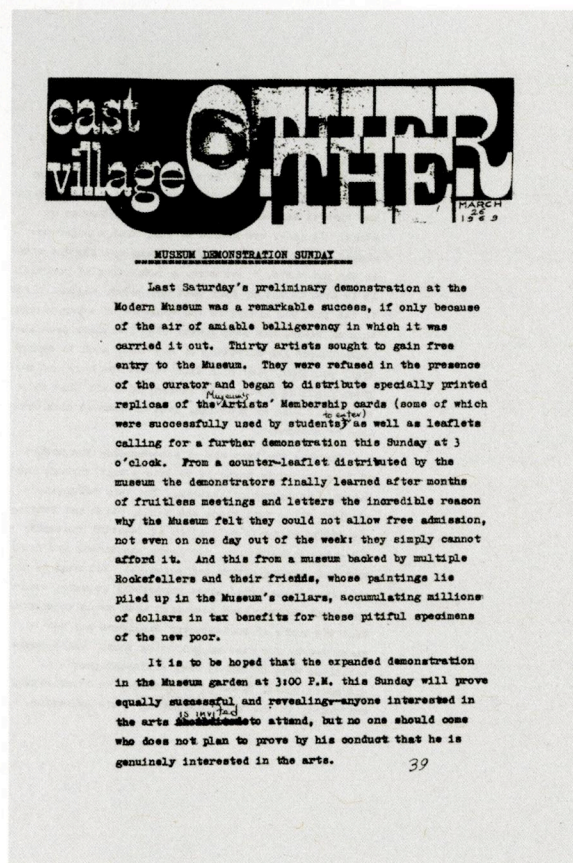 east
village OTHER
MARCH
26
1969
MUSEUM DEMONSTRATION SUNDAY
Last Saturday's preliminary demonstration at the
Modern Museum was a remarkable success, if only because
of the air of amiable belligerency in which it was
carried it out. Thirty artists sought to gain free
entry to the Museum. They were refused in the presence
of the curator and began to distribute specially printed
replicas of the Museum's Artists' Membership cards (some of which
were successfully used by students to enter) as well as leaflets
calling for a further demonstration this Sunday at 3
o'clock. From a counter-leaflet distributed by the
museum the demonstrators finally learned after months
of fruitless meetings and letters the incredible reason
why the Museum felt they could not allow free admission,
not even on one day out of the week: they simply cannot
afford it. And this from a museum backed by multiple
Rockefellers and their friends, whose paintings lie
piled up in the Museum's cellars, accumulating millions
of dollars in tax benefits for these pitiful specimens
of the new poor.
It is to be hoped that the expanded demonstration
in the Museum garden at 3:00 P.M. this Sunday will prove
equally successful and revealing—anyone interested in
the arts is invited to attend, but no one should come
who does not plan to prove by his conduct that he is
genuinely interested in the arts.
39